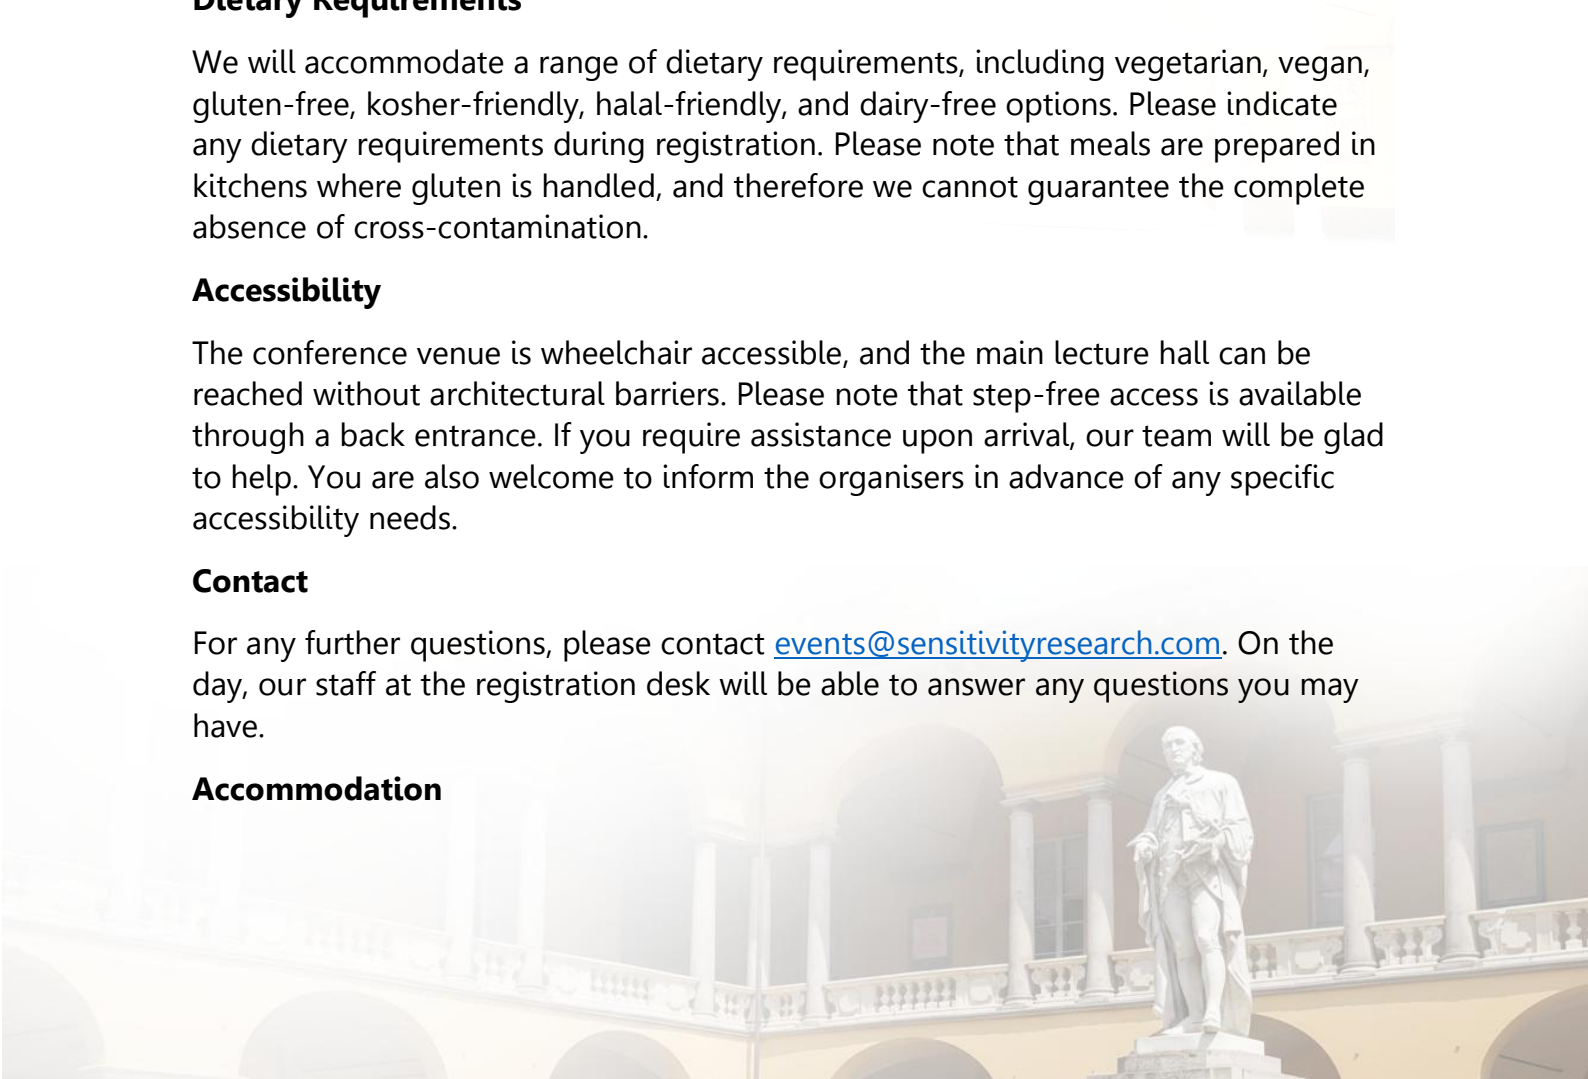 Dietary Requirements
We will accommodate a range of dietary requirements, including vegetarian, vegan,
gluten-free, kosher-friendly, halal-friendly, and dairy-free options. Please indicate
any dietary requirements during registration. Please note that meals are prepared in
kitchens where gluten is handled, and therefore we cannot guarantee the complete
absence of cross-contamination.
Accessibility
The conference venue is wheelchair accessible, and the main lecture hall can be
reached without architectural barriers. Please note that step-free access is available
through a back entrance. If you require assistance upon arrival, our team will be glad
to help. You are also welcome to inform the organisers in advance of any specific
accessibility needs.
Contact
For any further questions, please contact events@sensitivityresearch.com. On the
day, our staff at the registration desk will be able to answer any questions you may
have.
Accommodation